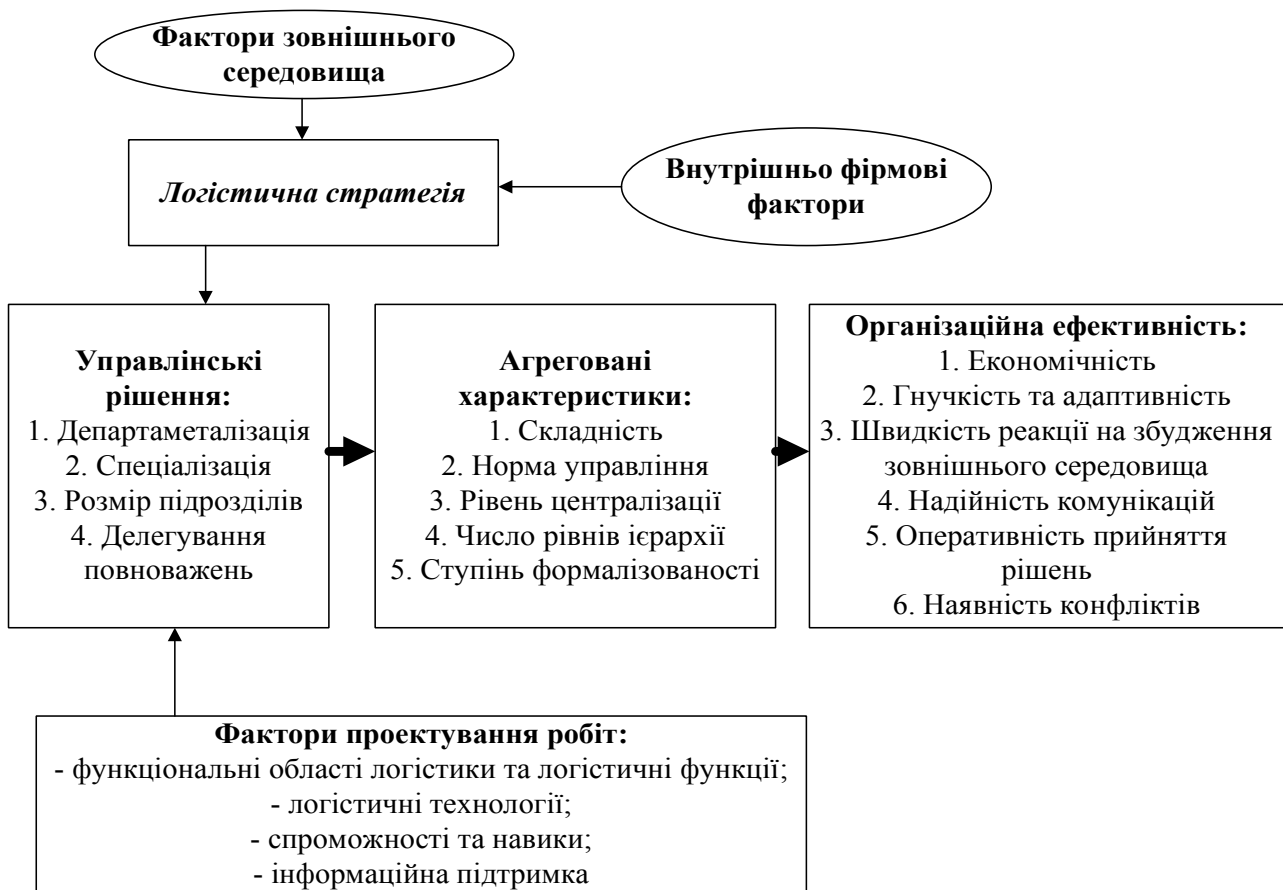 Фактори зовнішнього
середовища
Логістична стратегія
Внутрішньо фірмові
фактори
Управлінські
рішення:
1. Департаметалізація
2. Спеціалізація
3. Розмір підрозділів
4. Делегування
повноважень
Агреговані
характеристики:
1. Складність
2. Норма управління
3. Рівень централізації
4. Число рівнів ієрархії
5. Ступінь формалізованості
Організаційна ефективність:
1. Економічність
2. Гнучкість та адаптивність
3. Швидкість реакції на збудження
зовнішнього середовища
4. Надійність комунікацій
5. Оперативність прийняття
рішень
6. Наявність конфліктів
Фактори проектування робіт:
- функціональні області логістики та логістичні функції;
- логістичні технології;
- спроможності та навики;
- інформаційна підтримка